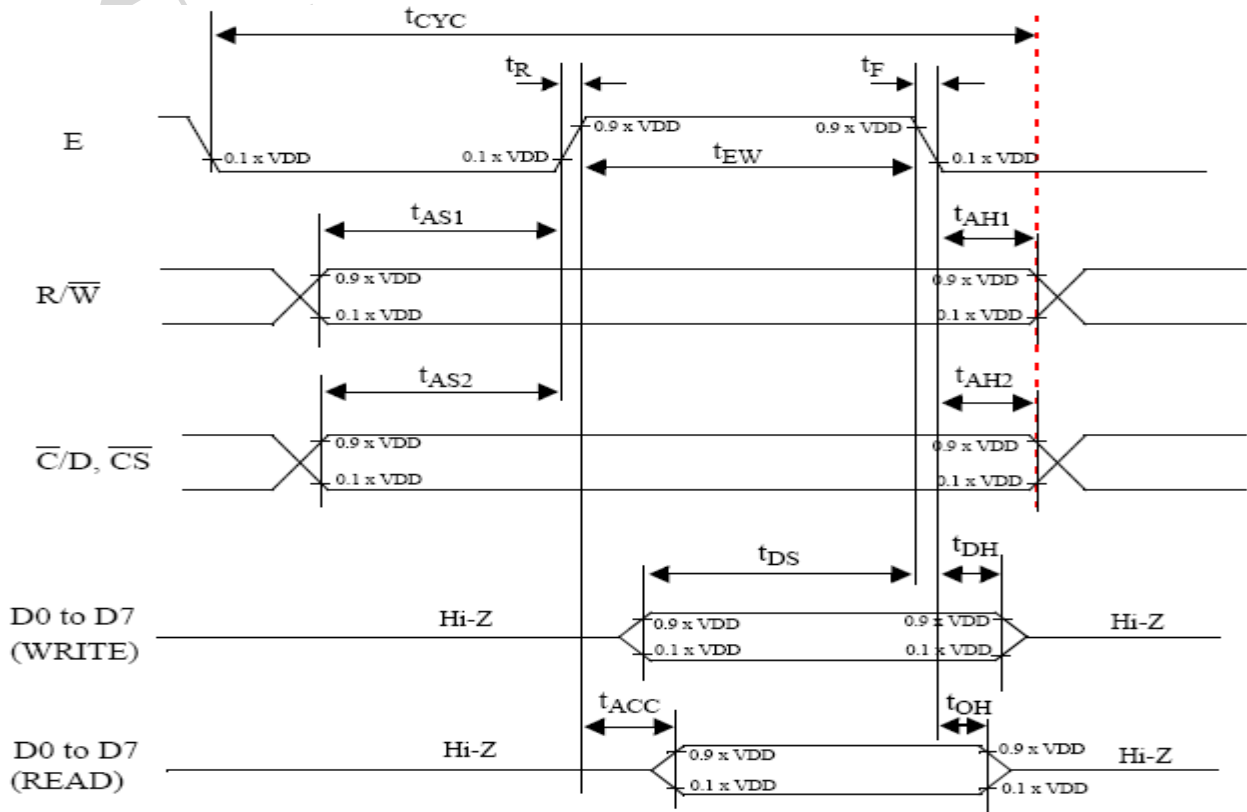 tCYC
tR
tF
E
0.9 x VDD
0.9 x VDD
0.1 x VDD
0.1 x VDD
0.1 x VDD
tEW
tAS1
tAH1
R/W̅
0.9 x VDD
0.9 x VDD
0.1 x VDD
0.1 x VDD
tAS2
tAH2
C̅/D, C̅S̅
0.9 x VDD
0.9 x VDD
0.1 x VDD
0.1 x VDD
tDS
tDH
D0 to D7
(WRITE)
Hi-Z
0.9 x VDD
0.9 x VDD
0.1 x VDD
0.1 x VDD
Hi-Z
tACC
tOH
D0 to D7
(READ)
Hi-Z
0.9 x VDD
0.9 x VDD
0.1 x VDD
0.1 x VDD
Hi-Z